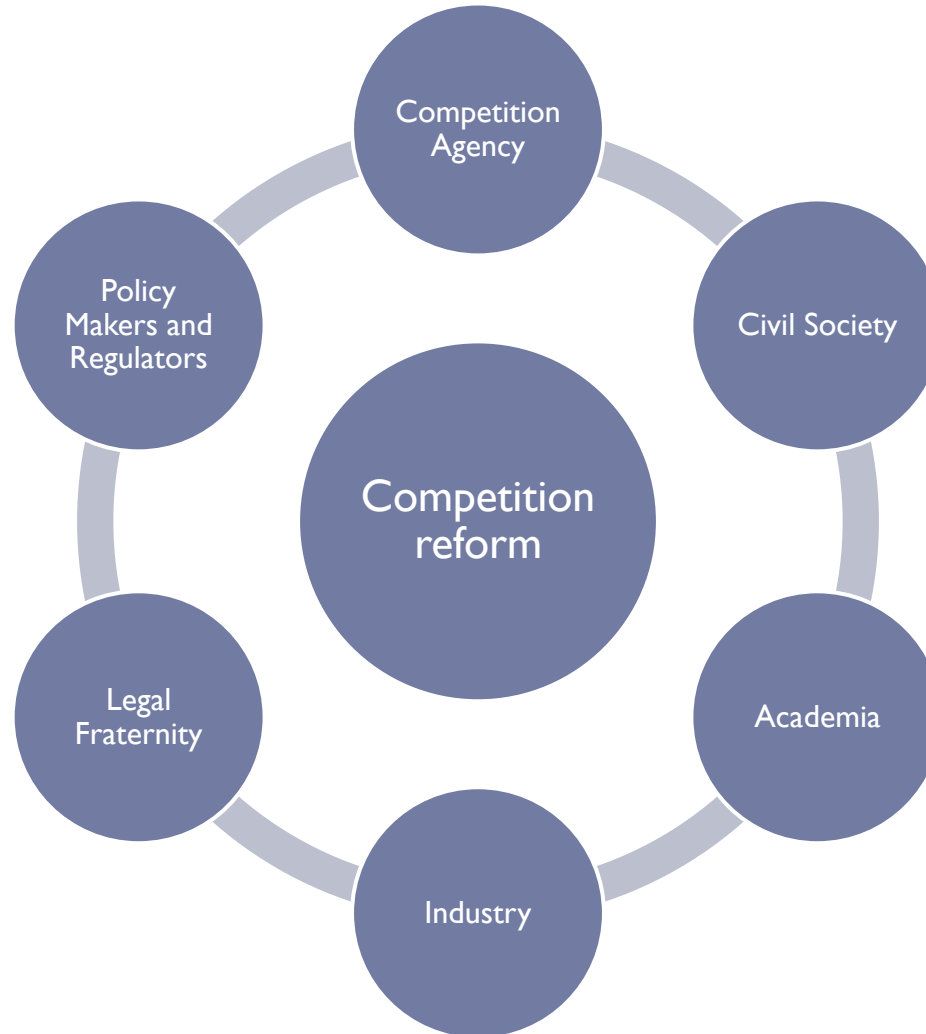 Competition
Agency
Civil Society
Academia
Industry
Legal
Fraternity
Policy
Makers and
Regulators
Competition
reform